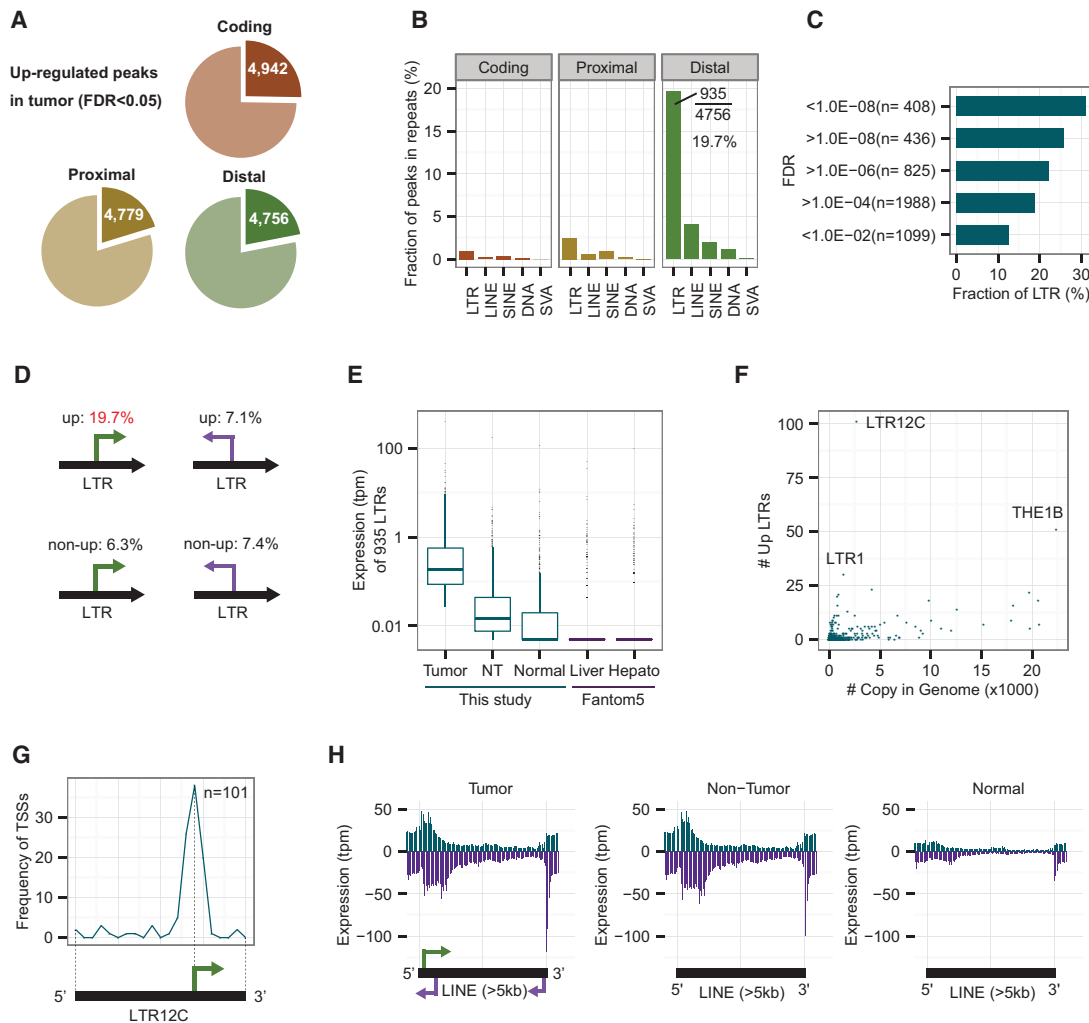 A
Up-regulated peaks
in tumor (FDR<0.05)
Coding
4,942
Proximal
4,779
Distal
4,756
B
Fraction of peaks in repeats (%)
Coding
Proximal
Distal
20
15
10
5
0
935
4756
19.7%
LTR
LINE
SINE
DNA
SVA
LTR
LINE
SINE
DNA
SVA
LTR
LINE
SINE
DNA
SVA
C
FDR
<1.0E−08(n= 408)
>1.0E−08(n= 436)
>1.0E−06(n= 825)
>1.0E−04(n=1988)
<1.0E−02(n=1099)
0 10 20 30
Fraction of LTR (%)
D
up: 19.7%
LTR
up: 7.1%
LTR
non-up: 6.3%
LTR
non-up: 7.4%
LTR
E
Expression (tpm)
of 935 LTRs
100
1
0.01
Tumor NT Normal Liver Hepato
This study Fantom5
F
# Up LTRs
100
75
50
25
0
LTR12C
THE1B
LTR1
0 5 10 15 20
# Copy in Genome (x1000)
G
Frequency of TSSs
30
20
10
0
n=101
5’ 3’
LTR12C
H
Tumor
Expression (tpm)
50
0
−50
−100
5’ 3’
LINE (>5kb)
Non−Tumor
Expression (tpm)
50
0
−50
−100
5’ LINE (>5kb) 3’
Normal
Expression (tpm)
50
0
−50
−100
5’ LINE (>5kb) 3’